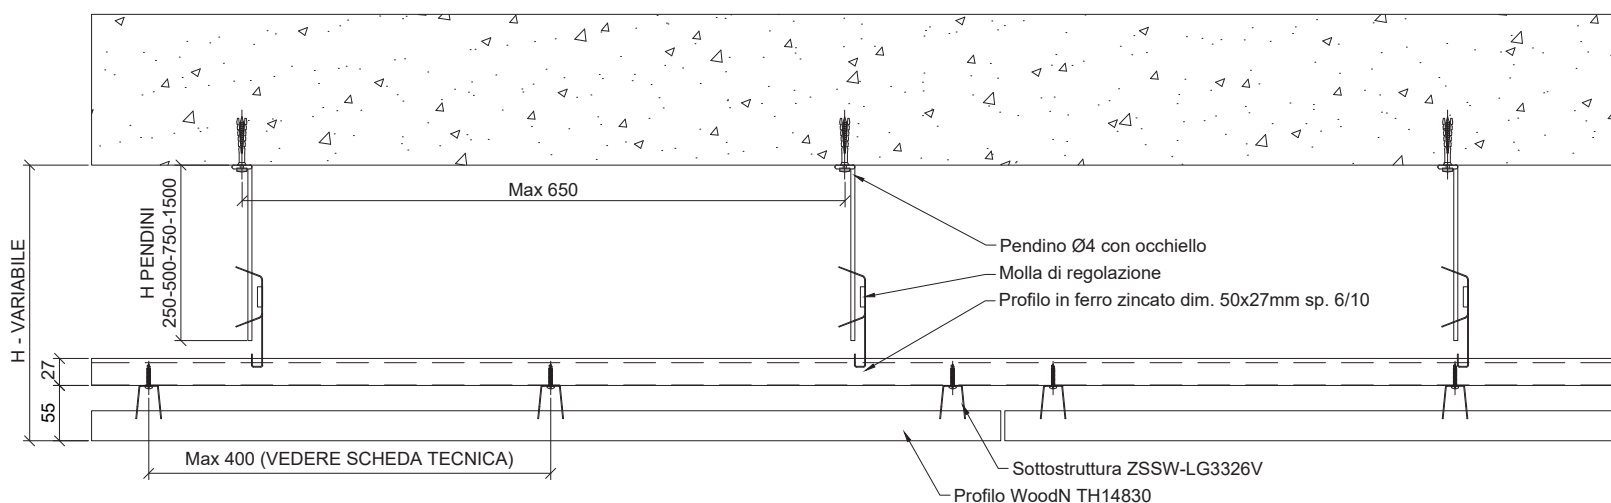 Max 650
H PENDINI
250-500-750-1500
H - VARIABILE
Pendino Ø4 con occhiello
Molla di regolazione
Profilo in ferro zincato dim. 50x27mm sp. 6/10
27
55
Max 400 (VEDERE SCHEDA TECNICA)
Sottostruttura ZSSW-LG3326V
Profilo WoodN TH14830